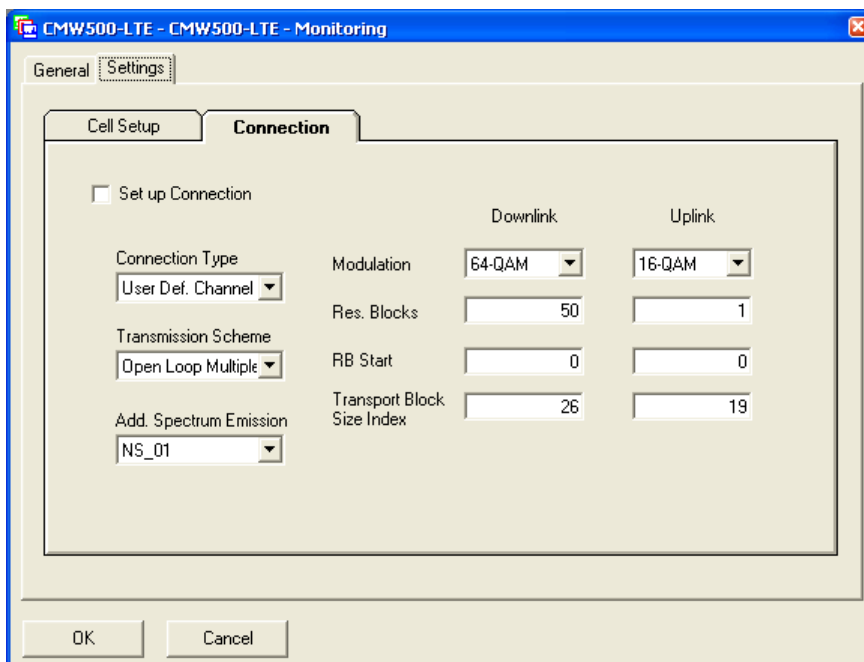 CMW500-LTE - CMW500-LTE - Monitoring
General Settings
Cell Setup Connection
Set up Connection
Downlink Uplink
Connection Type
User Def. Channel
Transmission Scheme
Open Loop Multiple
Add. Spectrum Emission
NS_01
Modulation 64-QAM 16-QAM
Res. Blocks 50 1
RB Start 0 0
Transport Block
Size Index 26 19
OK Cancel